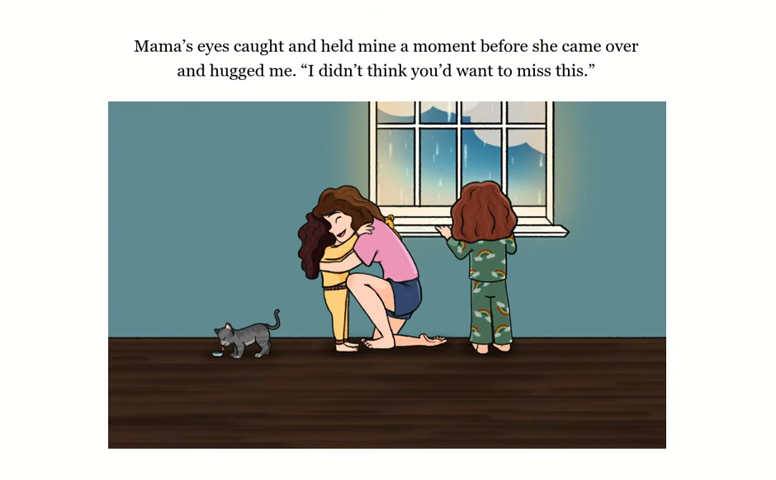 Mama’s eyes caught and held mine a moment before she came over
and hugged me. “I didn’t think you’d want to miss this.”